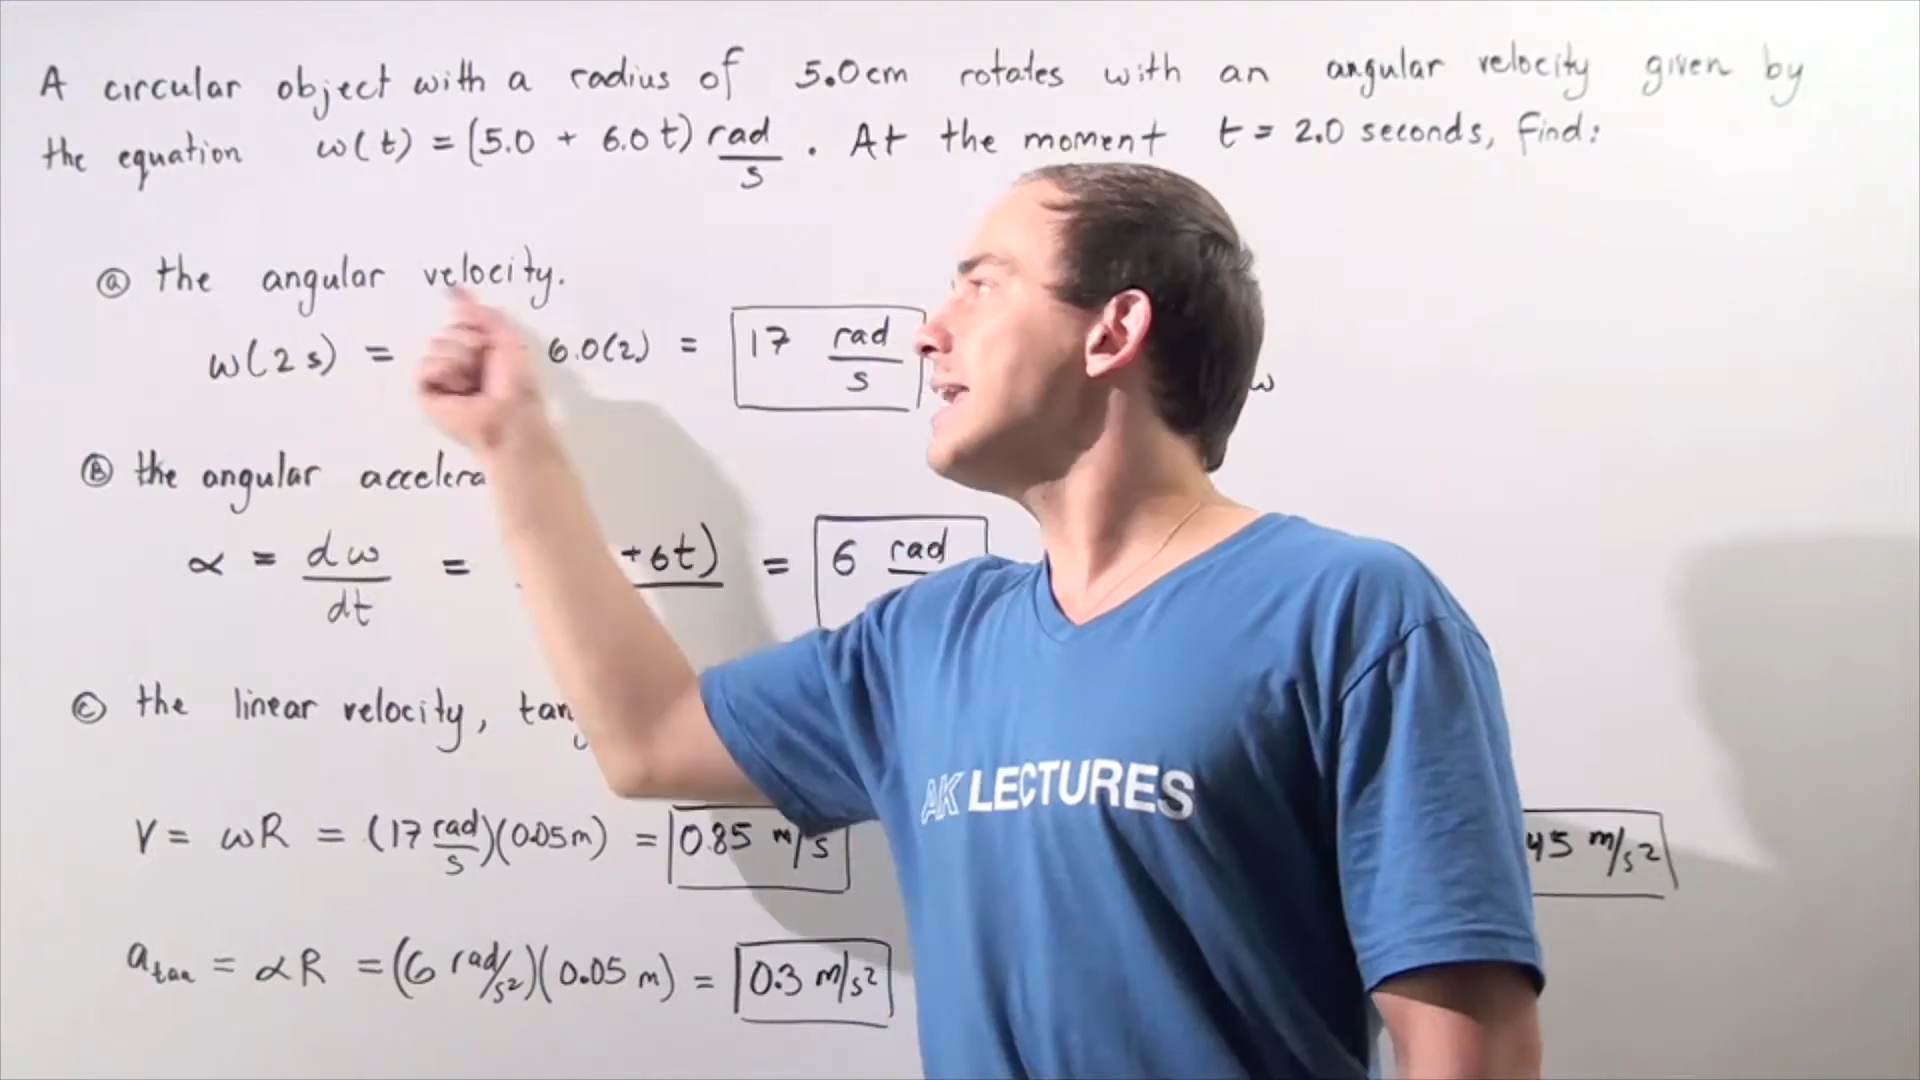 A circular object with a radius of 5.0cm rotates with an angular velocity given by
the equation ω(t) = (5.0 + 6.0t) rad/s . At the moment t = 2.0 seconds, find:
ⓐ the angular velocity.
ω(2s) = 6.0(2) = 17 rad/s
ω
Ⓑ the angular accelera
α = dω/dt = +6t) = 6 rad
ⓒ the linear velocity, tang
V = ωR = (17 rad/s)(0.05m) = 0.85 m/s
45 m/s²
a tan = αR = (6 rad/s²)(0.05 m) = 0.3 m/s²
AK LECTURES